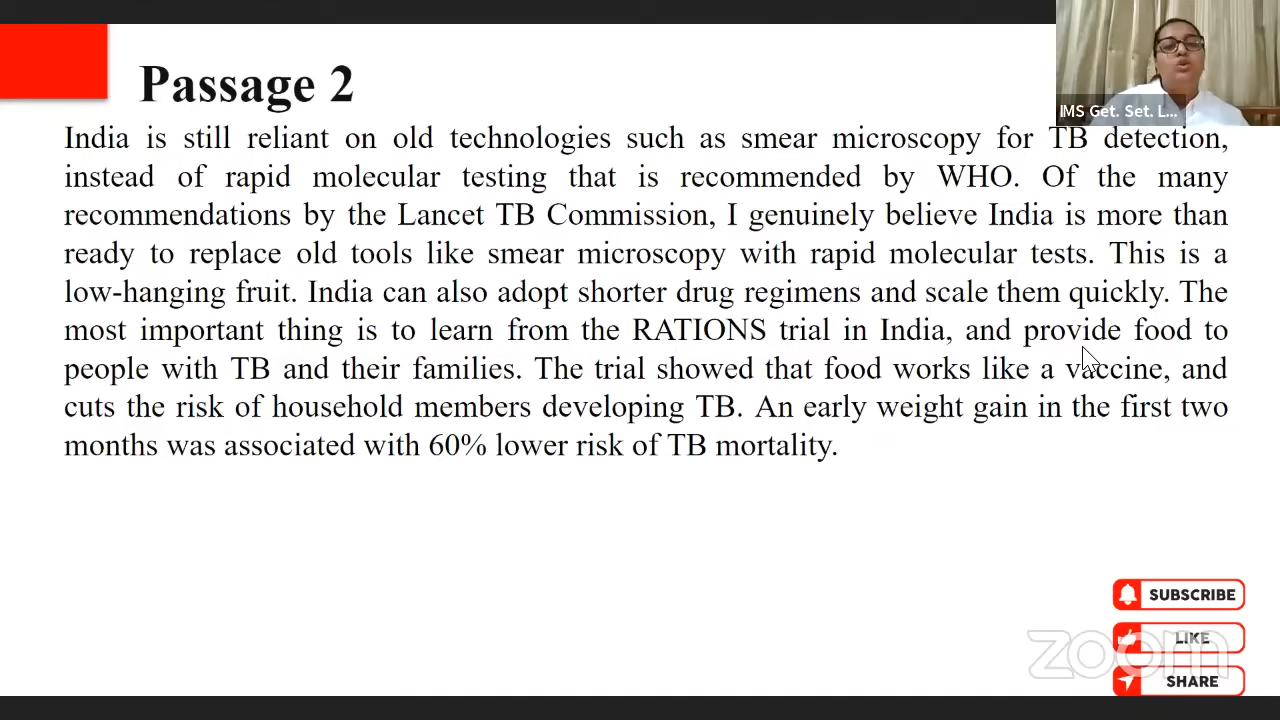 Passage 2
IMS Get. Set. L...
India is still reliant on old technologies such as smear microscopy for TB detection,
instead of rapid molecular testing that is recommended by WHO. Of the many
recommendations by the Lancet TB Commission, I genuinely believe India is more than
ready to replace old tools like smear microscopy with rapid molecular tests. This is a
low-hanging fruit. India can also adopt shorter drug regimens and scale them quickly. The
most important thing is to learn from the RATIONS trial in India, and provide food to
people with TB and their families. The trial showed that food works like a vaccine, and
cuts the risk of household members developing TB. An early weight gain in the first two
months was associated with 60% lower risk of TB mortality.
SUBSCRIBE
LIKE
zoom
SHARE